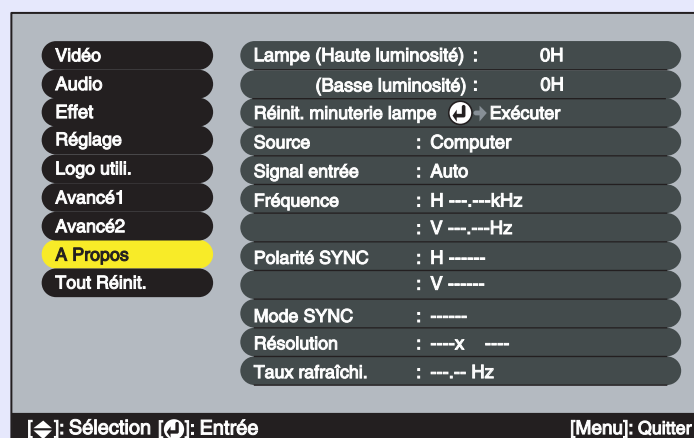 Vidéo
Audio
Effet
Réglage
Logo utili.
Avancé1
Avancé2
A Propos
Tout Réinit.
Lampe (Haute luminosité) : 0H
(Basse luminosité) : 0H
Réinit. minuterie lampe Exécuter
Source : Computer
Signal entrée : Auto
Fréquence : H ---.---kHz
: V ---.---Hz
Polarité SYNC : H ------
: V ------
Mode SYNC : ------
Résolution : ----x ----
Taux rafraîchi. : ---.-- Hz
[ ]: Sélection [ ]: Entrée [Menu]: Quitter